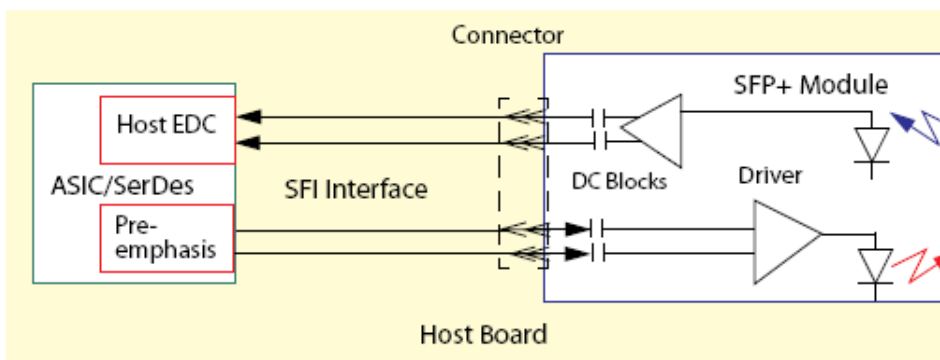 Connector
SFP+ Module
Host EDC
ASIC/SerDes
SFI Interface
DC Blocks
Driver
Pre-
emphasis
Host Board